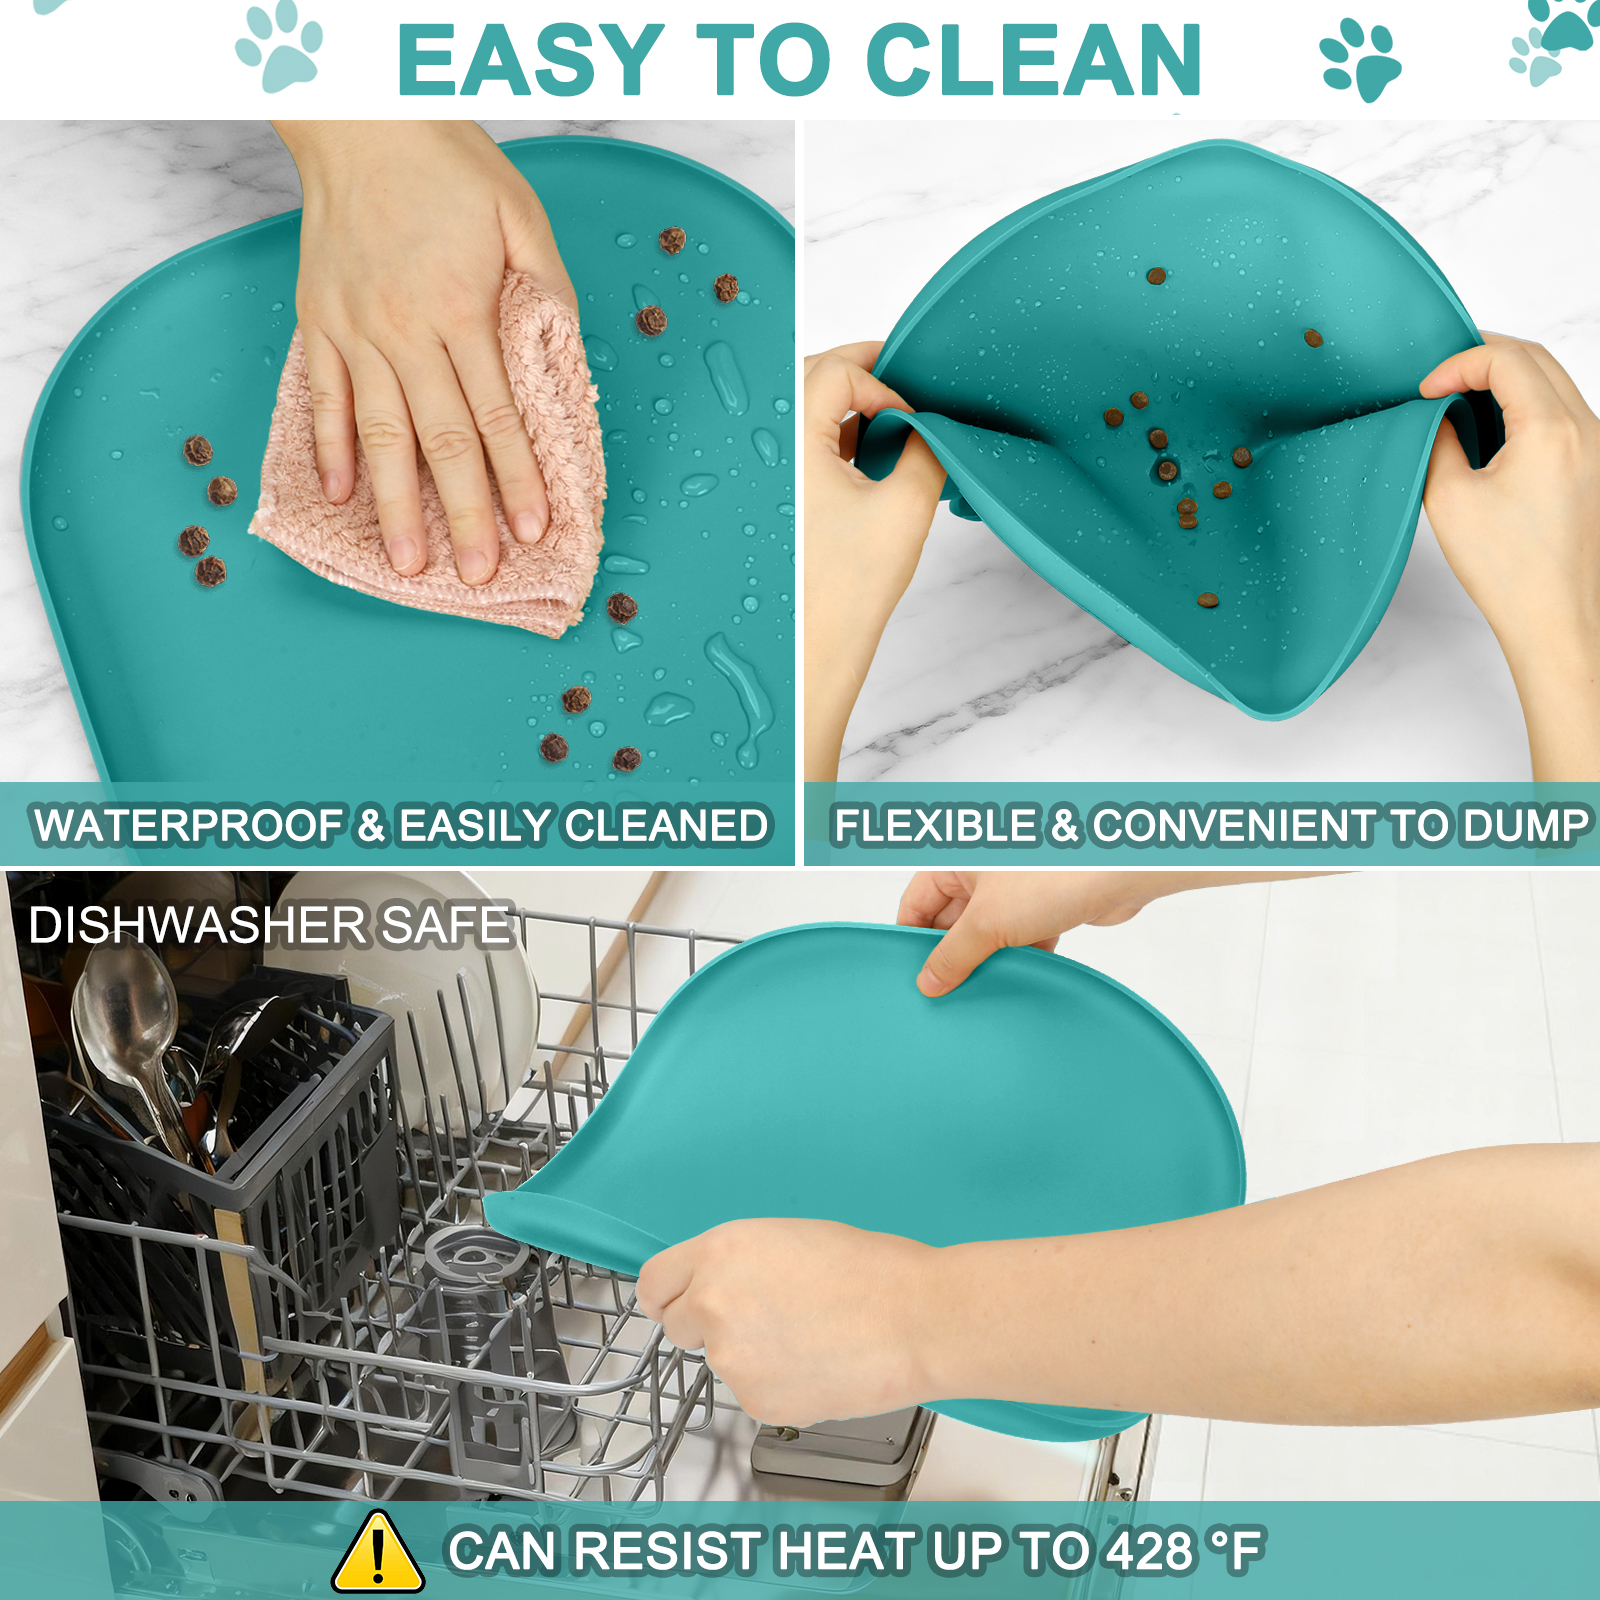 EASY TO CLEAN
WATERPROOF & EASILY CLEANED
FLEXIBLE & CONVENIENT TO DUMP
DISHWASHER SAFE
CAN RESIST HEAT UP TO 428 °F